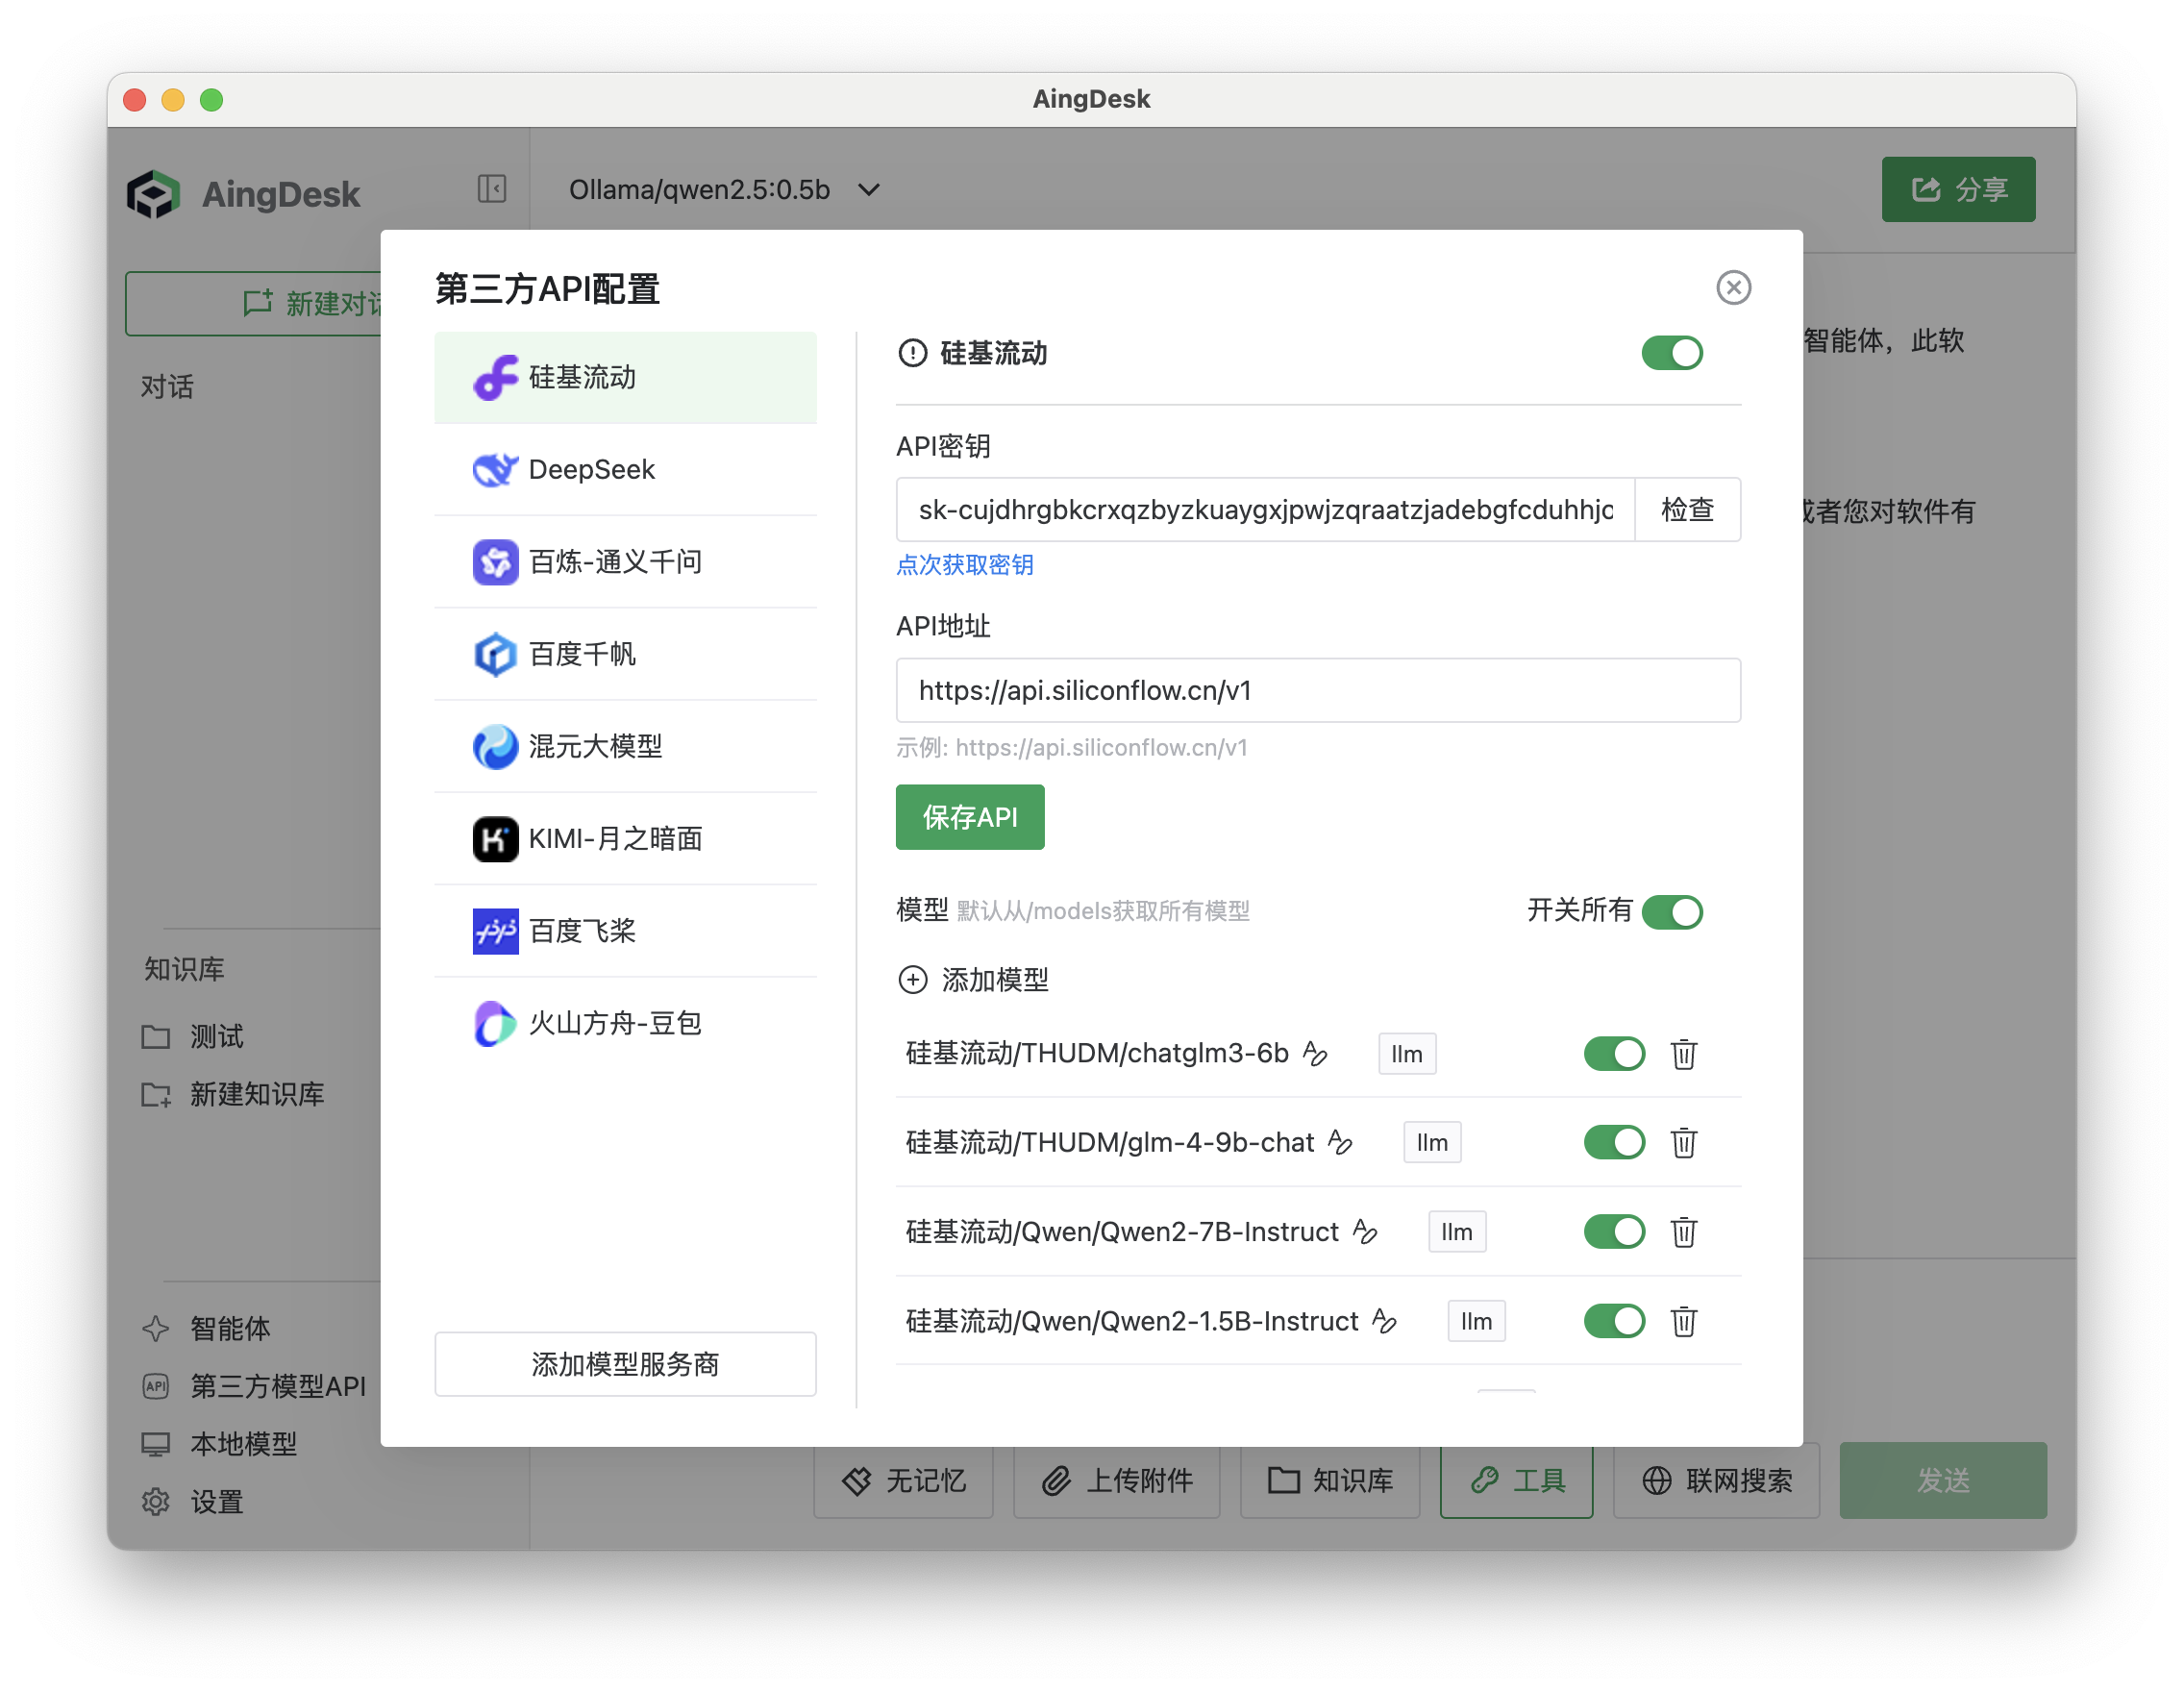 AingDesk
AingDesk
Ollama/qwen2.5:0.5b
分享
新建对话
对话
知识库
测试
新建知识库
智能体
第三方模型API
本地模型
设置
第三方API配置
硅基流动
DeepSeek
百炼-通义千问
百度千帆
混元大模型
KIMI-月之暗面
百度飞桨
火山方舟-豆包
添加模型服务商
硅基流动
API密钥
sk-cujdhrgbkcrxqzbyzkuaygxjpwjzqraatzjadebgfcduhhjc
检查
点次获取密钥
API地址
https://api.siliconflow.cn/v1
示例: https://api.siliconflow.cn/v1
保存API
模型 默认从/models获取所有模型
开关所有
添加模型
硅基流动/THUDM/chatglm3-6b llm
硅基流动/THUDM/glm-4-9b-chat llm
硅基流动/Qwen/Qwen2-7B-Instruct llm
硅基流动/Qwen/Qwen2-1.5B-Instruct llm
智能体，此软
或者您对软件有
无记忆
上传附件
知识库
工具
联网搜索
发送